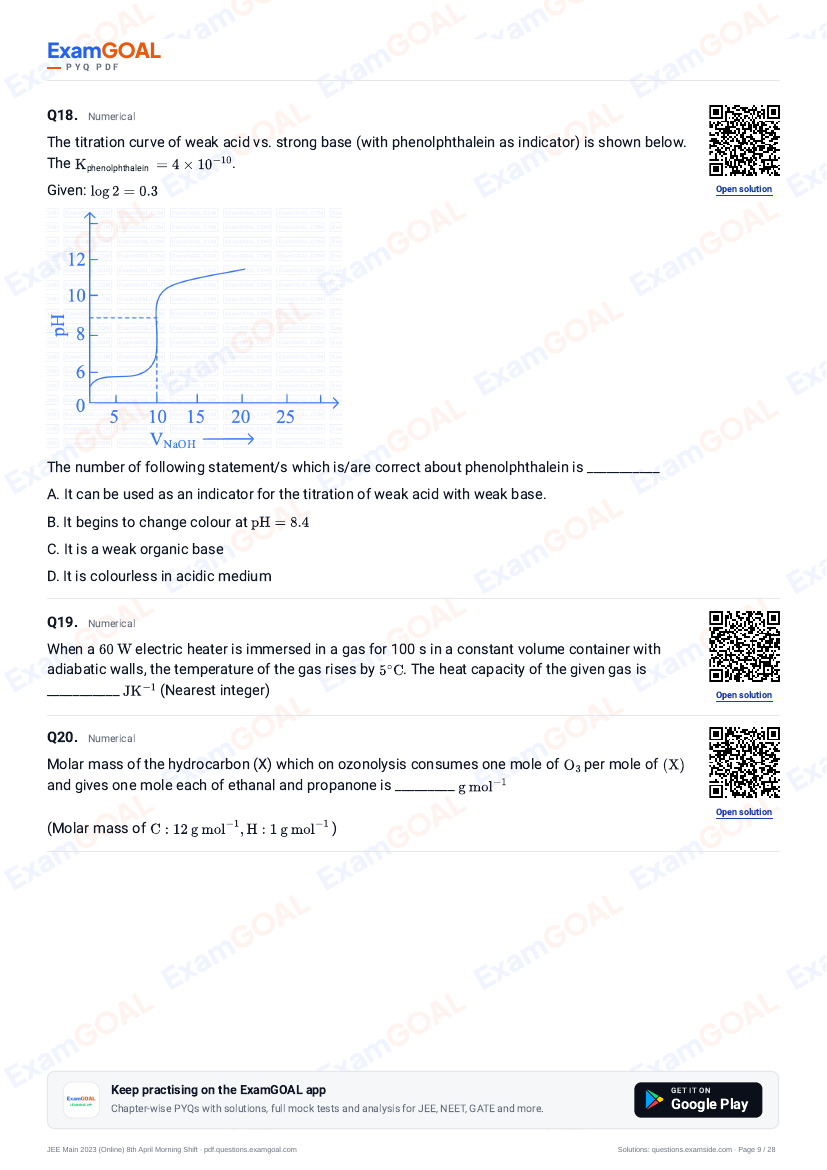 ExamGOAL
PYQ PDF
Q18. Numerical
The titration curve of weak acid vs. strong base (with phenolphthalein as indicator) is shown below.
The K_phenolphthalein = 4 × 10⁻¹⁰.
Open solution
Given: log 2 = 0.3
12
10
8
6
0
pH
5 10 15 20 25
V_NaOH
The number of following statement/s which is/are correct about phenolphthalein is ___________
A. It can be used as an indicator for the titration of weak acid with weak base.
B. It begins to change colour at pH = 8.4
C. It is a weak organic base
D. It is colourless in acidic medium
Q19. Numerical
When a 60 W electric heater is immersed in a gas for 100 s in a constant volume container with
adiabatic walls, the temperature of the gas rises by 5°C. The heat capacity of the given gas is
___________ JK⁻¹ (Nearest integer)
Open solution
Q20. Numerical
Molar mass of the hydrocarbon (X) which on ozonolysis consumes one mole of O₃ per mole of (X)
and gives one mole each of ethanal and propanone is _________ g mol⁻¹
Open solution
(Molar mass of C : 12 g mol⁻¹, H : 1 g mol⁻¹)
ExamGOAL
Keep practising on the ExamGOAL app
Chapter-wise PYQs with solutions, full mock tests and analysis for JEE, NEET, GATE and more.
GET IT ON
Google Play
JEE Main 2023 (Online) 8th April Morning Shift · pdf.questions.examgoal.com
Solutions: questions.examside.com · Page 9 / 28